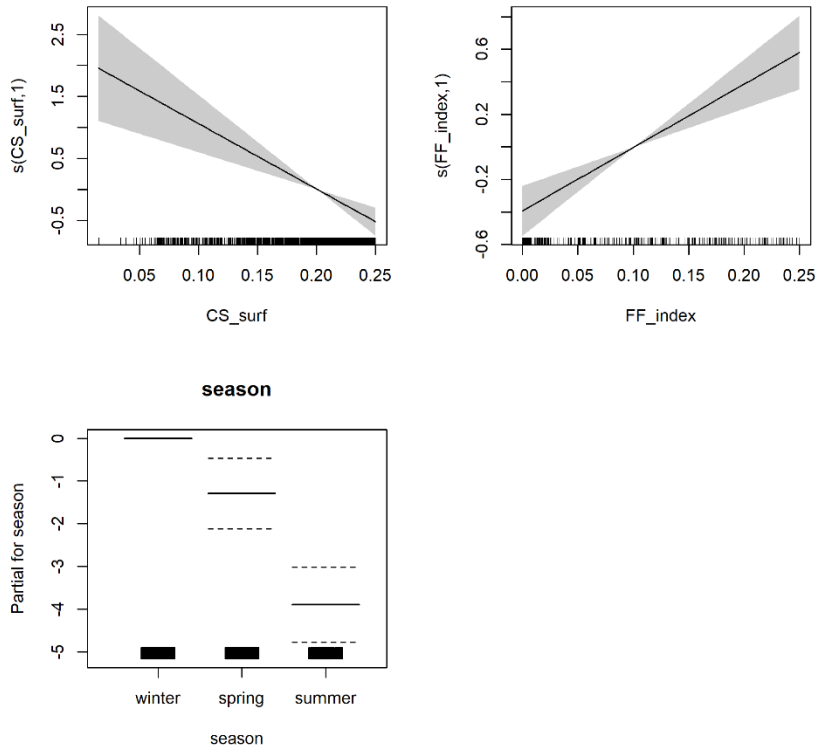 s(CS_surf,1)
2.5
1.5
0.5
-0.5
0.05 0.10 0.15 0.20 0.25
CS_surf
s(FF_index,1)
0.6
0.2
-0.2
-0.6
0.00 0.05 0.10 0.15 0.20 0.25
FF_index
season
Partial for season
0
-1
-2
-3
-4
-5
winter spring summer
season